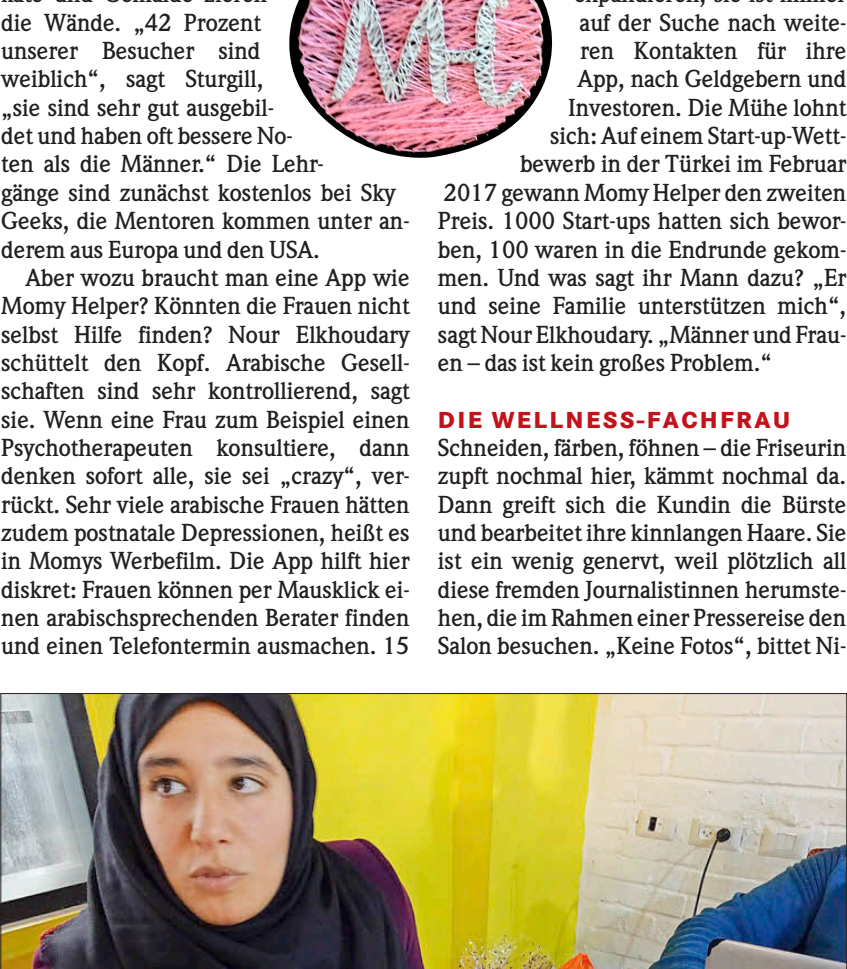 die Wände. „42 Prozent
unserer Besucher sind
weiblich“, sagt Sturgill,
„sie sind sehr gut ausgebil-
det und haben oft bessere No-
ten als die Männer.“ Die Lehr-
gänge sind zunächst kostenlos bei Sky
Geeks, die Mentoren kommen unter an-
derem aus Europa und den USA.
Aber wozu braucht man eine App wie
Momy Helper? Könnten die Frauen nicht
selbst Hilfe finden? Nour Elkhoudary
schüttelt den Kopf. Arabische Gesell-
schaften sind sehr kontrollierend, sagt
sie. Wenn eine Frau zum Beispiel einen
Psychotherapeuten konsultiere, dann
denken sofort alle, sie sei „crazy“, ver-
rückt. Sehr viele arabische Frauen hätten
zudem postnatale Depressionen, heißt es
in Momys Werbefilm. Die App hilft hier
diskret: Frauen können per Mausklick ei-
nen arabischsprechenden Berater finden
und einen Telefontermin ausmachen. 15
MH
auf der Suche nach weite-
ren Kontakten für ihre
App, nach Geldgebern und
Investoren. Die Mühe lohnt
sich: Auf einem Start-up-Wett-
bewerb in der Türkei im Februar
2017 gewann Momy Helper den zweiten
Preis. 1000 Start-ups hatten sich bewor-
ben, 100 waren in die Endrunde gekom-
men. Und was sagt ihr Mann dazu? „Er
und seine Familie unterstützen mich“,
sagt Nour Elkhoudary. „Männer und Frau-
en – das ist kein großes Problem.“
DIE WELLNESS-FACHFRAU
Schneiden, färben, föhnen – die Friseurin
zupft nochmal hier, kämmt nochmal da.
Dann greift sich die Kundin die Bürste
und bearbeitet ihre kinnlangen Haare. Sie
ist ein wenig genervt, weil plötzlich all
diese fremden Journalistinnen herumste-
hen, die im Rahmen einer Pressereise den
Salon besuchen. „Keine Fotos“, bittet Ni-